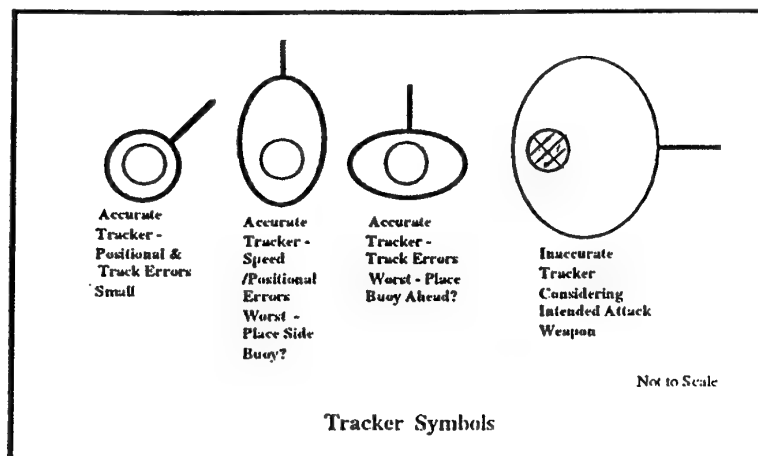 Accurate
Tracker -
Positional &
Track Errors
Small
Accurate
Tracker -
Speed
/Positional
Errors
Worst -
Place Side
Buoy?
Accurate
Tracker -
Track Errors
Worst - Place
Buoy Ahead?
Inaccurate
Tracker
Considering
Intended Attack
Weapon
Not to Scale
Tracker Symbols